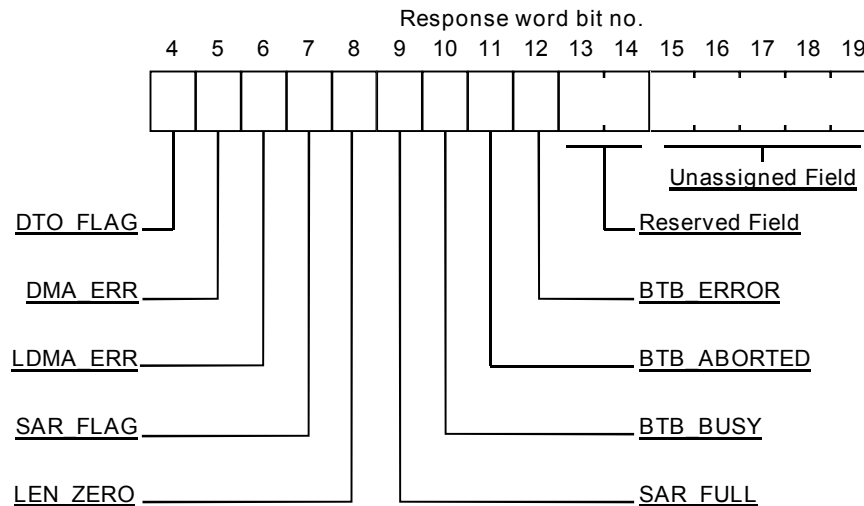 Response word bit no.
4 5 6 7 8 9 10 11 12 13 14 15 16 17 18 19
Unassigned Field
DTO_FLAG
Reserved Field
DMA_ERR
BTB_ERROR
LDMA_ERR
BTB_ABORTED
SAR_FLAG
BTB_BUSY
LEN_ZERO
SAR_FULL